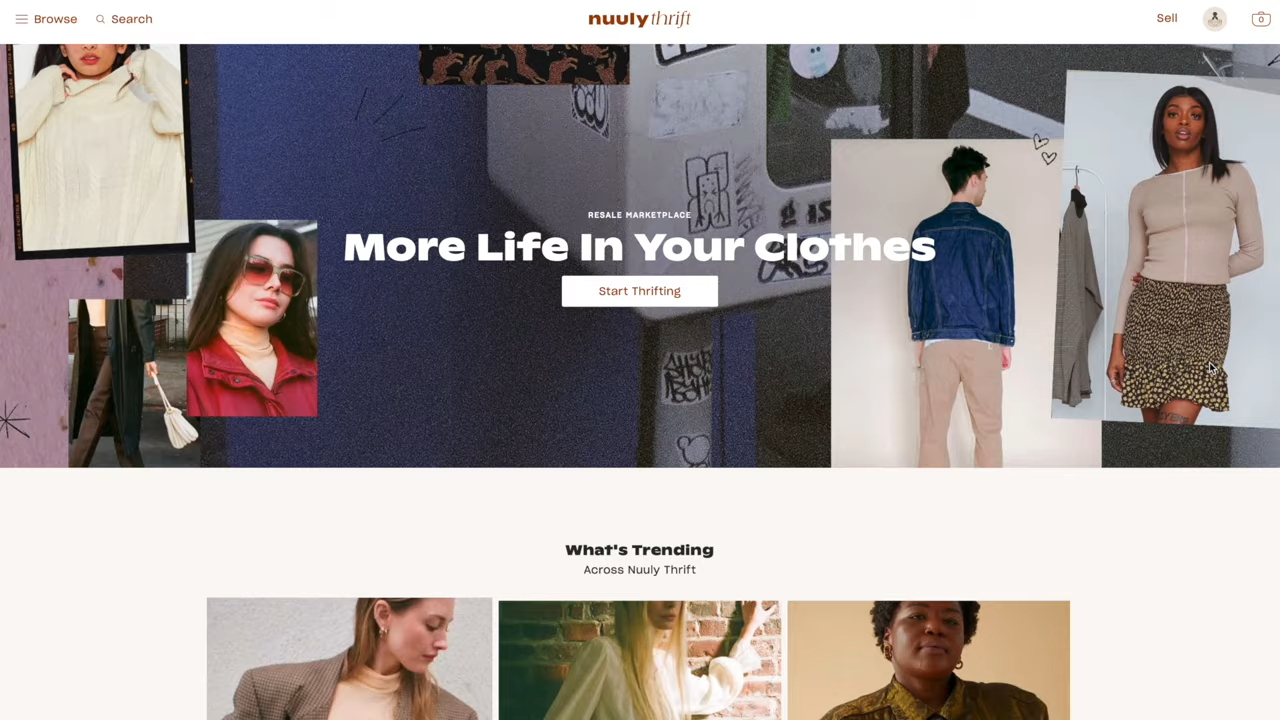 Browse
Search
nuuly thrift
Sell
0
RESALE MARKETPLACE
More Life In Your Clothes
Start Thrifting
What's Trending
Across Nuuly Thrift